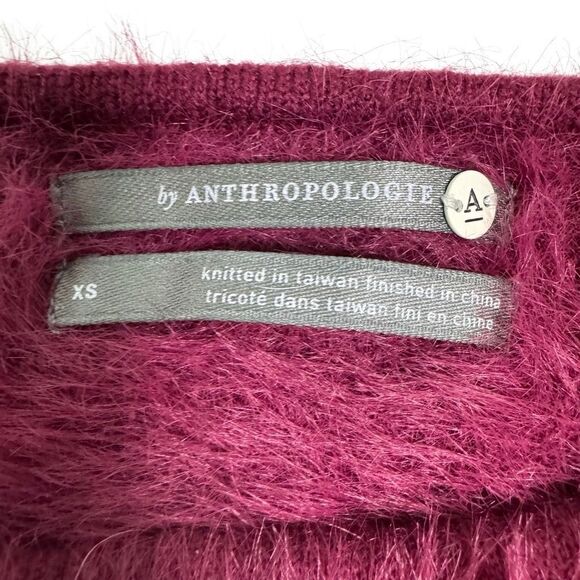 by ANTHROPOLOGIE
A
XS
knitted in taiwan finished in china
tricoté dans taiwan fini en chine